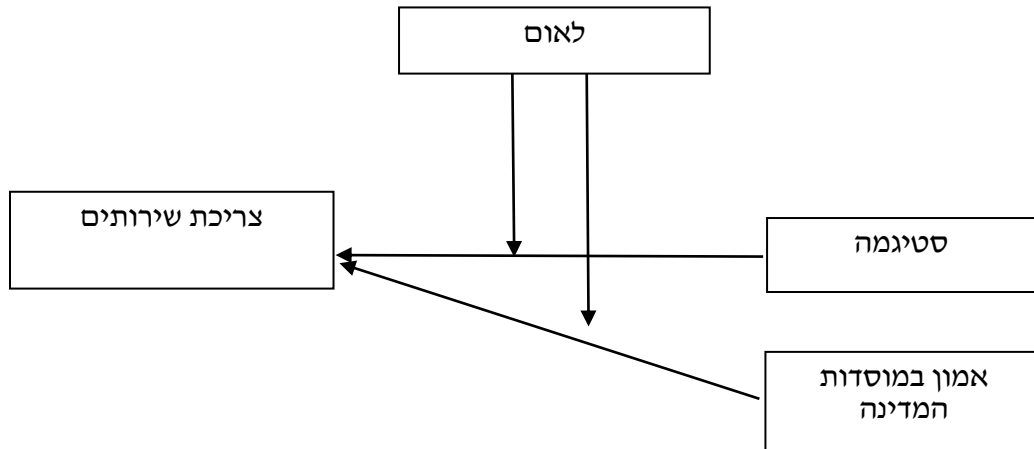 לאום
צריכת שירותים
סטיגמה
אמון במוסדות
המדינה